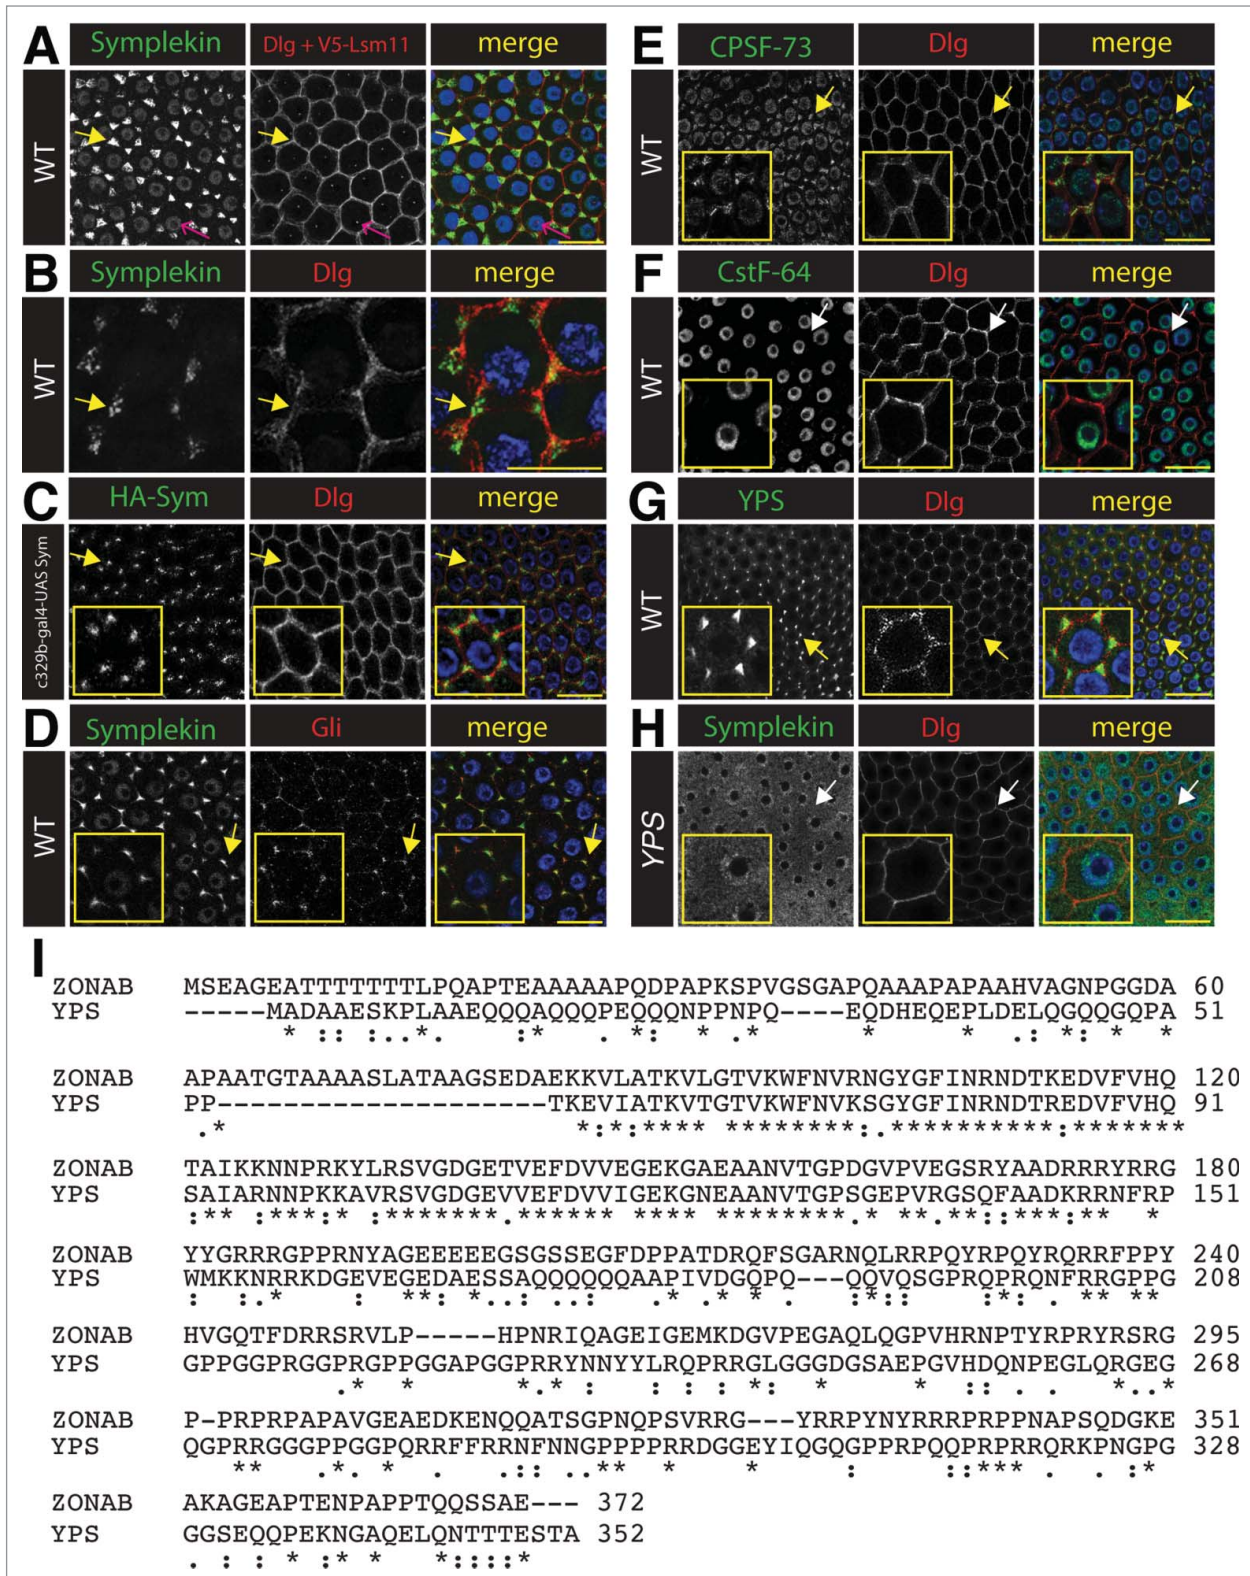 A
Symplekin
Dlg + V5-Lsm11
merge
WT
B
Symplekin
Dlg
merge
WT
C
HA-Sym
Dlg
merge
c329b-gal4-UAS Sym
D
Symplekin
Gli
merge
WT
E
CPSF-73
Dlg
merge
WT
F
CstF-64
Dlg
merge
WT
G
YPS
Dlg
merge
WT
H
Symplekin
Dlg
merge
YPS
I
ZONAB MSEAGEATTTTTTTTLPQAPTEAAAAAPQDPAPKSPVGSGAPQAAAPAPAAHVAGNPGGDA 60
YPS -----MADAAESKPLAAEQQQAQQQPEQQQNPPNPQ----EQDHEQEPLDELQGQQGQPA 51
* :: :..*. :* .*: .* * * .:*:** *
ZONAB APAATGTAAAASLATAAGSEDAEKKVLATKVLGTVKWFNVRNGYGFINRNDTKEDVFVHQ 120
YPS PP--------------------TKEVIATKVTGTVKWFNVKSGYGFINRNDTREDVFVHQ 91
.* *:*:**** ********:.**********:*******
ZONAB TAIKKNNPRKYLRSVGDGETVEFDVVEGEKGAEAANVTGPDGVPVEGSRYAADRRRYRRG 180
YPS SAIARNNPKKAVRSVGDGEVVEFDVVIGEKGNEAANVTGPSGEPVRGSQFAADKRRNFRP 151
:** :***:* :*******.****** **** ********.* **.**::***:** *
ZONAB YYGRRRGPPRNYAGEEEEEGSGSSEGFDPPATDRQFSGARNQLRRPQYRPQYRQRRFPPY 240
YPS WMKKNRRKDGEVEGEDAESSAQQQQQQAAPIVDGQPQ---QQVQSGPRQPRQNFRRGPPG 208
: :.* : **: *..: ..: .* .* * . :*:: :*: . ** **
ZONAB HVGQTFDRRSRVLP-----HPNRIQAGEIGEMKDGVPEGAQLQGPVHRNPTYRPRYRSRG 295
YPS GPPGGPRGGPRGPPGGAPGGPRRYNNYYLRQPRRGLGGGDGSAEPGVHDQNPEGLQRGEG 268
.* * *.* : : : *: * * :: . . *..*
ZONAB P-PRPRPAPAVGEAEDKENQQATSGPNQPSVRRG---YRRPYNYRRRPRPPNAPSQDGKE 351
YPS QGPRRGGGPPGGPQRRFFRRNFNNGPPPPRRDGGEYIQGQGPPRPQQPRPRRQRKPNGPG 328
** .*. * . .:: ..** * * : ::*** . . :*
ZONAB AKAGEAPTENPAPPTQQSSAE--- 372
YPS GGSEQQPEKNGAQELQNTTTESTA 352
. : : * :* * *::::*